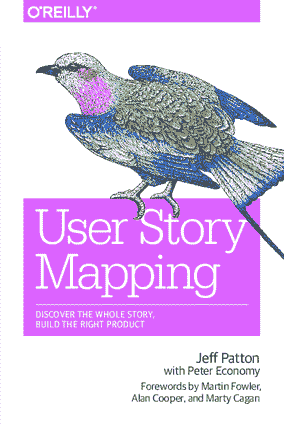 O'REILLY®
User Story
Mapping
DISCOVER THE WHOLE STORY,
BUILD THE RIGHT PRODUCT
Jeff Patton
with Peter Economy
Forewords by Martin Fowler,
Alan Cooper, and Marty Cagan